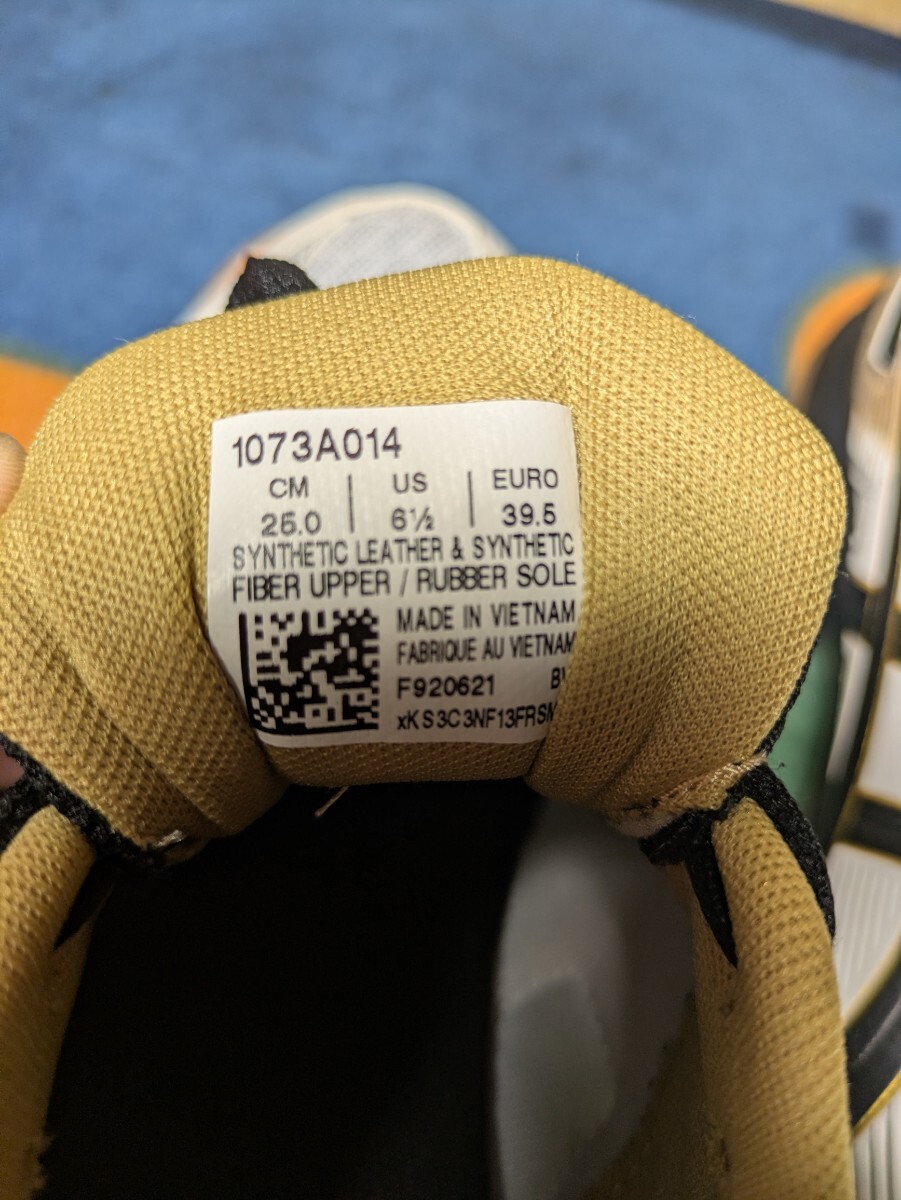 1073A014
CM | US | EURO
25.0 | 6½ | 39.5
SYNTHETIC LEATHER & SYNTHETIC
FIBER UPPER / RUBBER SOLE
MADE IN VIETNAM
FABRIQUE AU VIETNAM
F920621 BV
xKS3C3NF13FRSM